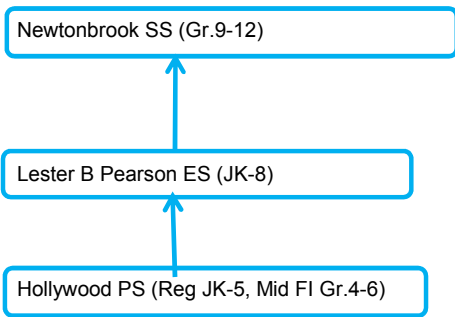 Newtonbrook SS (Gr.9-12)
Lester B Pearson ES (JK-8)
Hollywood PS (Reg JK-5, Mid FI Gr.4-6)